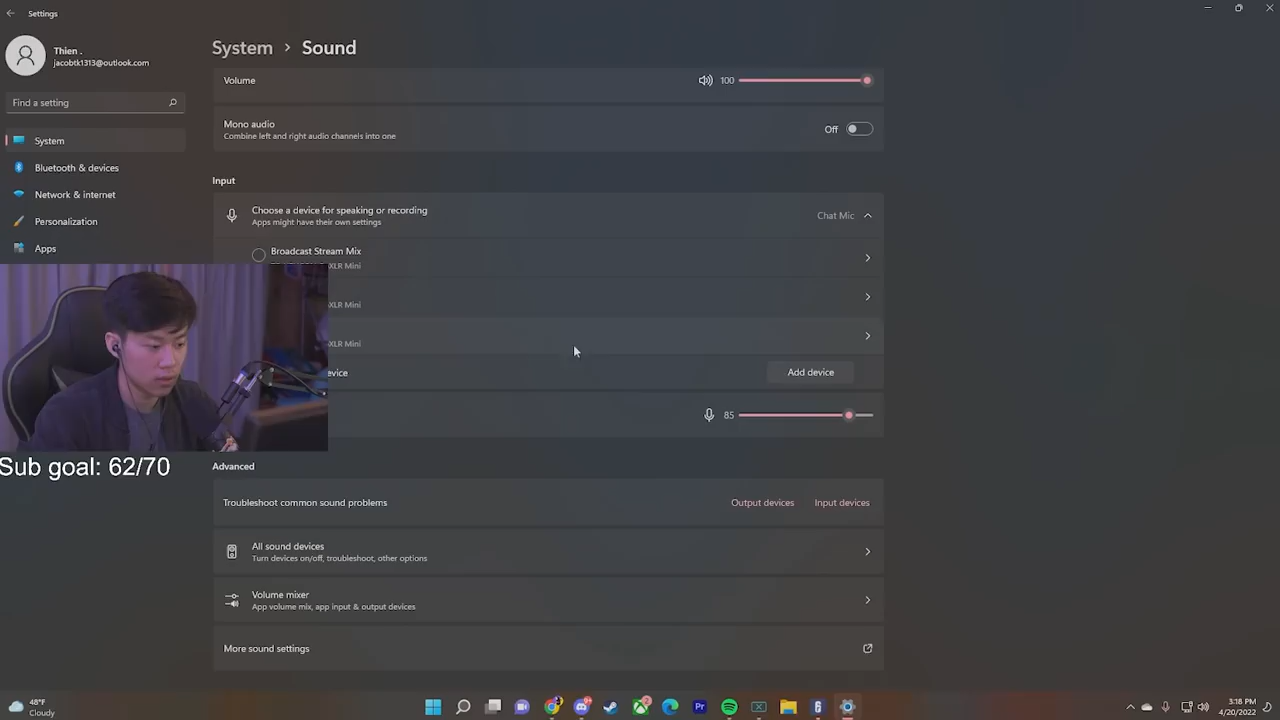 Settings
Thien .
jacobtk1313@outlook.com
Find a setting
System
Bluetooth & devices
Network & internet
Personalization
Apps
System > Sound
Volume
100
Mono audio
Combine left and right audio channels into one
Off
Input
Choose a device for speaking or recording
Apps might have their own settings
Chat Mic
Broadcast Stream Mix
XLR Mini
XLR Mini
XLR Mini
evice
Add device
85
Sub goal: 62/70
Advanced
Troubleshoot common sound problems
Output devices
Input devices
All sound devices
Turn devices on/off, troubleshoot, other options
Volume mixer
App volume mix, app input & output devices
More sound settings
48°F
Cloudy
Pr
3:18 PM
4/20/2022